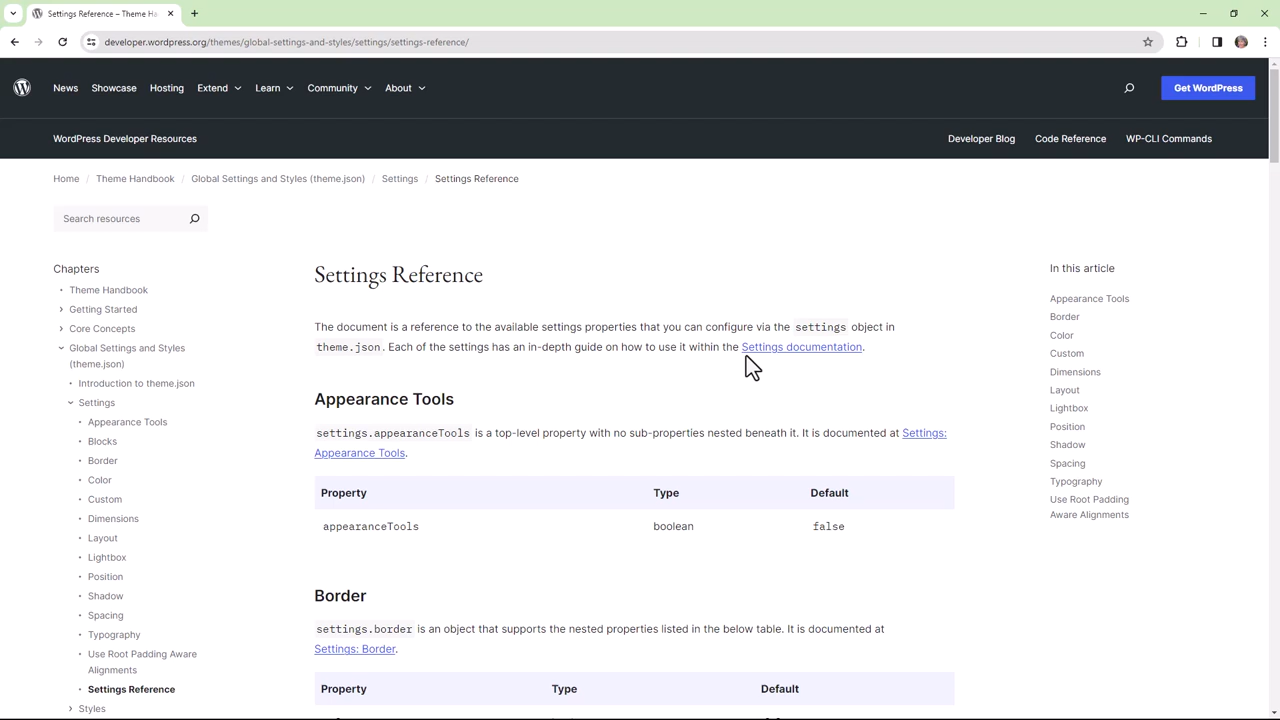 Settings Reference – Theme Ha
developer.wordpress.org/themes/global-settings-and-styles/settings/settings-reference/
News Showcase Hosting Extend Learn Community About Get WordPress
WordPress Developer Resources Developer Blog Code Reference WP-CLI Commands
Home / Theme Handbook / Global Settings and Styles (theme.json) / Settings / Settings Reference
Search resources
Chapters
Theme Handbook
Getting Started
Core Concepts
Global Settings and Styles
(theme.json)
Introduction to theme.json
Settings
Appearance Tools
Blocks
Border
Color
Custom
Dimensions
Layout
Lightbox
Position
Shadow
Spacing
Typography
Use Root Padding Aware
Alignments
Settings Reference
Styles
Settings Reference
The document is a reference to the available settings properties that you can configure via the settings object in
theme.json. Each of the settings has an in-depth guide on how to use it within the Settings documentation.
Appearance Tools
settings.appearanceTools is a top-level property with no sub-properties nested beneath it. It is documented at Settings:
Appearance Tools.
Property Type Default
appearanceTools boolean false
Border
settings.border is an object that supports the nested properties listed in the below table. It is documented at
Settings: Border.
Property Type Default
In this article
Appearance Tools
Border
Color
Custom
Dimensions
Layout
Lightbox
Position
Shadow
Spacing
Typography
Use Root Padding
Aware Alignments